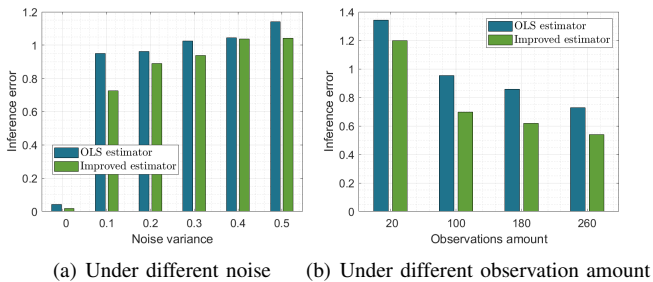 1.2
1
0.8
0.6
0.4
0.2
0
Inference error
OLS estimator
Improved estimator
0 0.1 0.2 0.3 0.4 0.5
Noise variance
(a) Under different noise
1.4
1.2
1
0.8
0.6
0.4
0.2
0
Inference error
OLS estimator
Improved estimator
20 100 180 260
Observations amount
(b) Under different observation amount